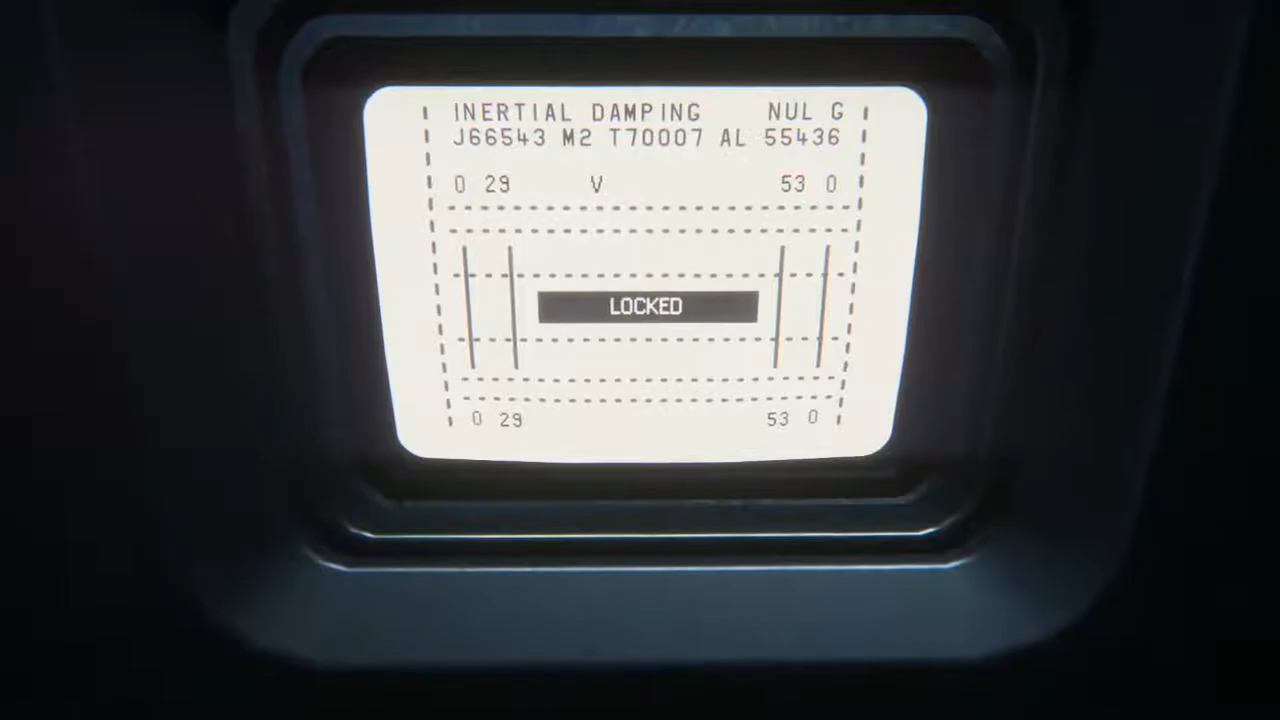 INERTIAL DAMPING NUL G
J66543 M2 T70007 AL 55436
0 29 V 53 0
LOCKED
0 29 53 0